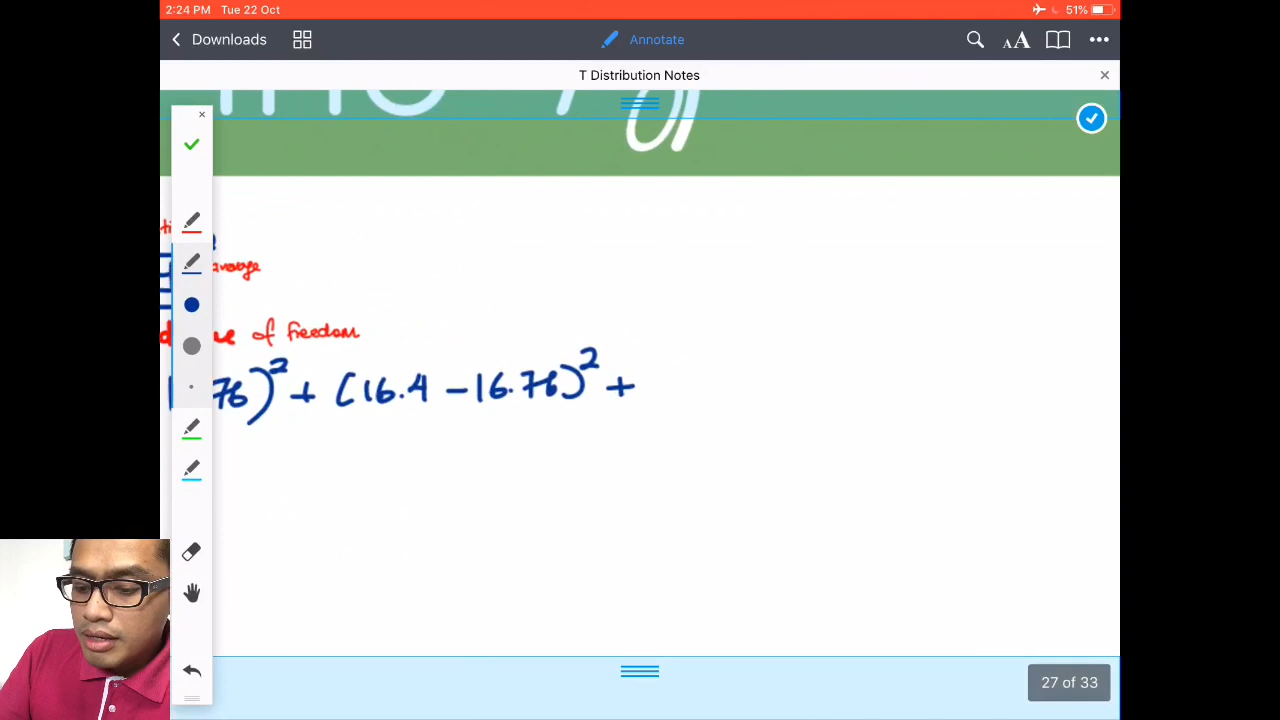 2:24 PM Tue 22 Oct 51%
Downloads Annotate AA
T Distribution Notes
of freedom
76)² + (16.4 - 16.76)² +
27 of 33